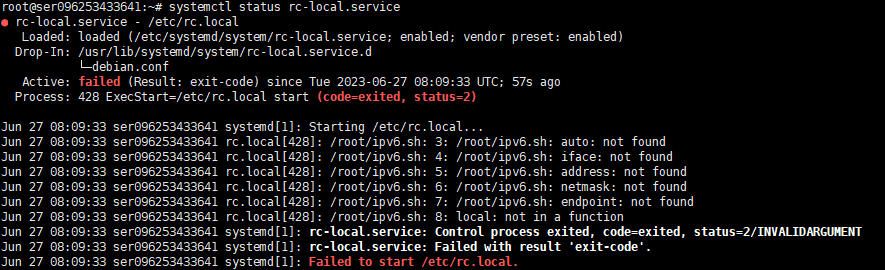 root@ser096253433641:~# systemctl status rc-local.service
● rc-local.service - /etc/rc.local
Loaded: loaded (/etc/systemd/system/rc-local.service; enabled; vendor preset: enabled)
Drop-In: /usr/lib/systemd/system/rc-local.service.d
└─debian.conf
Active: failed (Result: exit-code) since Tue 2023-06-27 08:09:33 UTC; 57s ago
Process: 428 ExecStart=/etc/rc.local start (code=exited, status=2)

Jun 27 08:09:33 ser096253433641 systemd[1]: Starting /etc/rc.local...
Jun 27 08:09:33 ser096253433641 rc.local[428]: /root/ipv6.sh: 3: /root/ipv6.sh: auto: not found
Jun 27 08:09:33 ser096253433641 rc.local[428]: /root/ipv6.sh: 4: /root/ipv6.sh: iface: not found
Jun 27 08:09:33 ser096253433641 rc.local[428]: /root/ipv6.sh: 5: /root/ipv6.sh: address: not found
Jun 27 08:09:33 ser096253433641 rc.local[428]: /root/ipv6.sh: 6: /root/ipv6.sh: netmask: not found
Jun 27 08:09:33 ser096253433641 rc.local[428]: /root/ipv6.sh: 7: /root/ipv6.sh: endpoint: not found
Jun 27 08:09:33 ser096253433641 rc.local[428]: /root/ipv6.sh: 8: local: not in a function
Jun 27 08:09:33 ser096253433641 systemd[1]: rc-local.service: Control process exited, code=exited, status=2/INVALIDARGUMENT
Jun 27 08:09:33 ser096253433641 systemd[1]: rc-local.service: Failed with result 'exit-code'.
Jun 27 08:09:33 ser096253433641 systemd[1]: Failed to start /etc/rc.local.